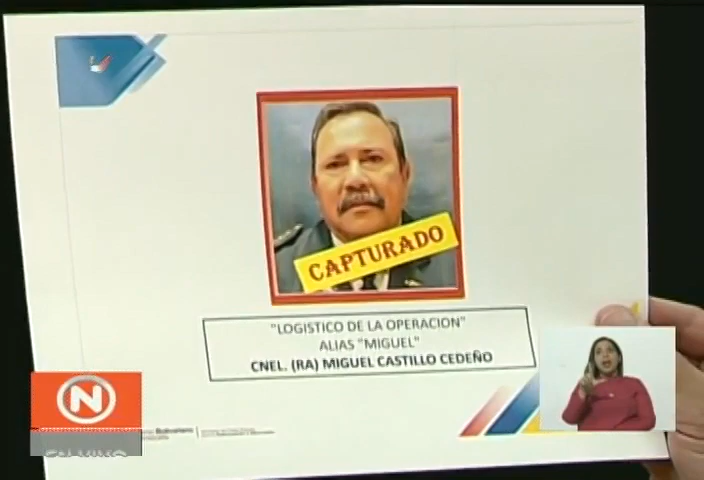 CAPTURADO
"LOGISTICO DE LA OPERACION"
ALIAS "MIGUEL"
CNEL. (RA) MIGUEL CASTILLO CEDEÑO
N